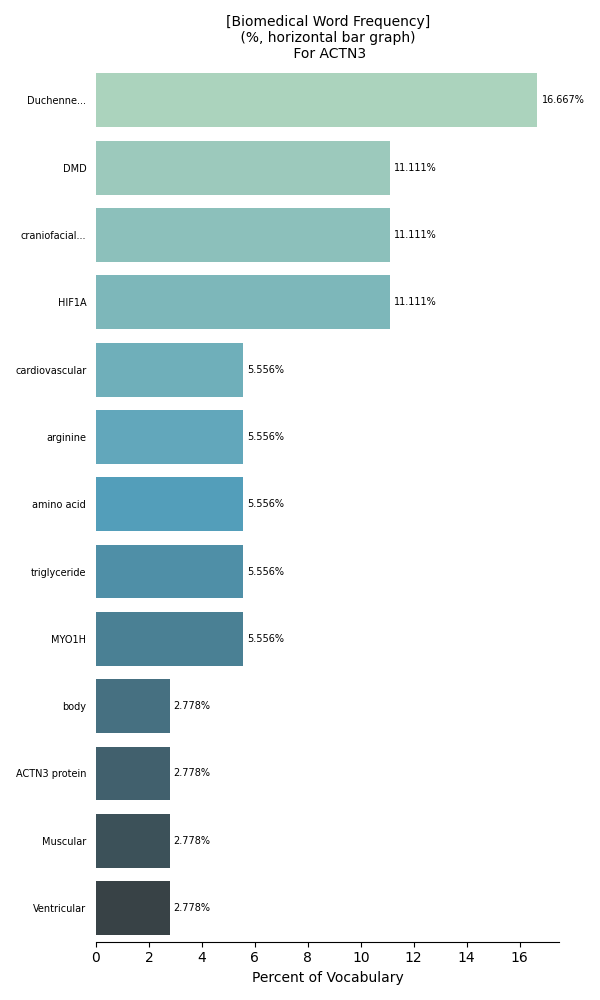 [Biomedical Word Frequency]
(%, horizontal bar graph)
For ACTN3
Duchenne... 16.667%
DMD 11.111%
craniofacial... 11.111%
HIF1A 11.111%
cardiovascular 5.556%
arginine 5.556%
amino acid 5.556%
triglyceride 5.556%
MYO1H 5.556%
body 2.778%
ACTN3 protein 2.778%
Muscular 2.778%
Ventricular 2.778%
0 2 4 6 8 10 12 14 16
Percent of Vocabulary